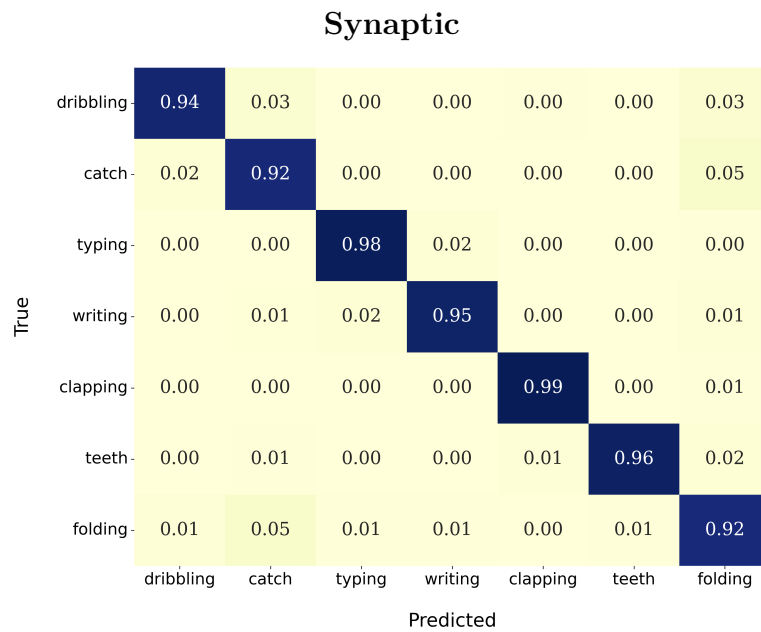 Synaptic
dribbling 0.94 0.03 0.00 0.00 0.00 0.00 0.03
catch 0.02 0.92 0.00 0.00 0.00 0.00 0.05
typing 0.00 0.00 0.98 0.02 0.00 0.00 0.00
writing 0.00 0.01 0.02 0.95 0.00 0.00 0.01
clapping 0.00 0.00 0.00 0.00 0.99 0.00 0.01
teeth 0.00 0.01 0.00 0.00 0.01 0.96 0.02
folding 0.01 0.05 0.01 0.01 0.00 0.01 0.92
True
dribbling catch typing writing clapping teeth folding
Predicted